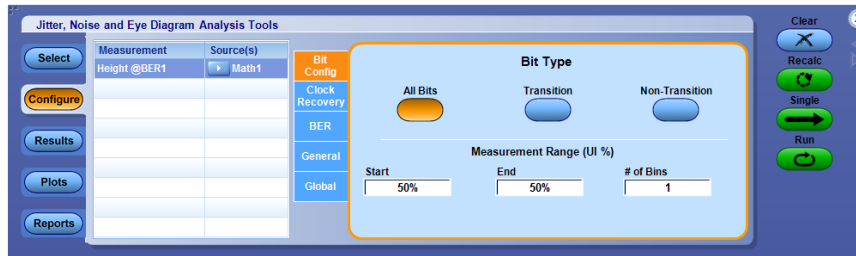 Jitter, Noise and Eye Diagram Analysis Tools
Clear
Select
Measurement Source(s)
Height @BER1 Math1
Bit Config
Bit Type
Recalc
Configure
Clock Recovery
All Bits Transition Non-Transition
Single
BER
Results
General
Measurement Range (UI %)
Run
Start End # of Bins
Plots
Global
50% 50% 1
Reports